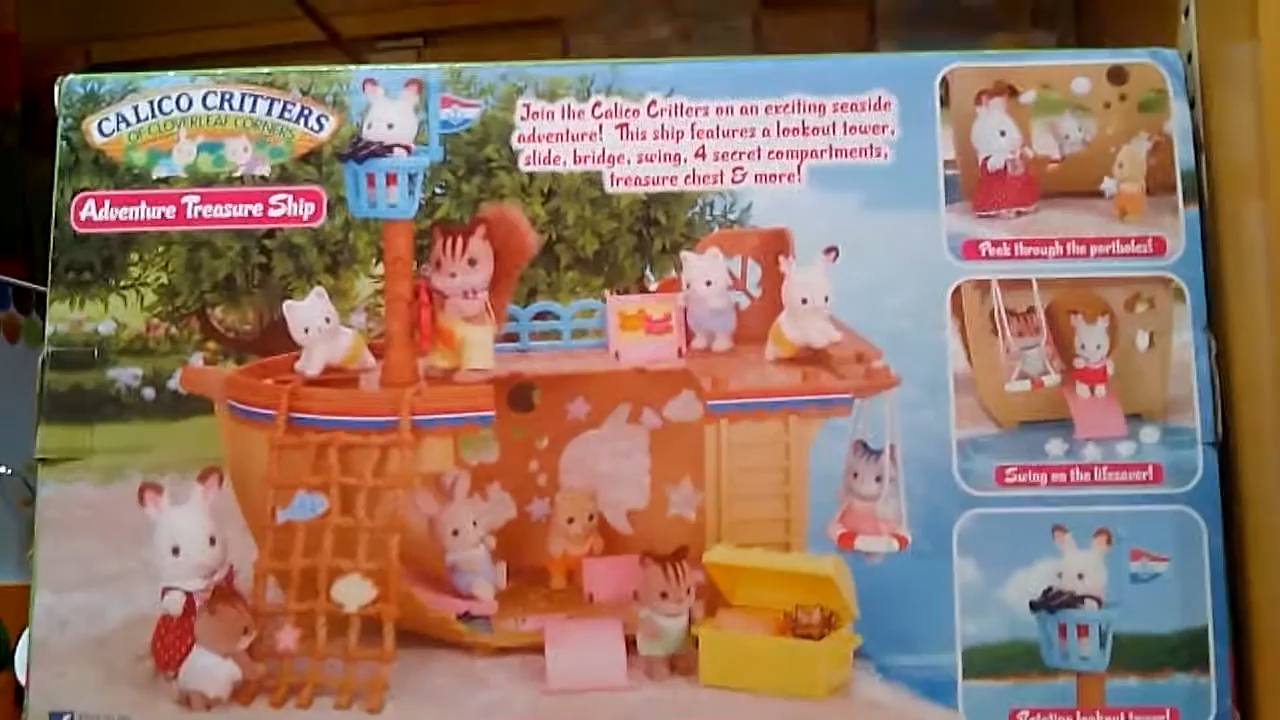 CALICO CRITTERS
OF CLOVERLEAF CORNERS
Adventure Treasure Ship
Join the Calico Critters on an exciting seaside
adventure! This ship features a lookout tower,
slide, bridge, swing, 4 secret compartments,
treasure chest & more!
Peek through the portholes!
Swing on the lifesaver!
lookout tower!